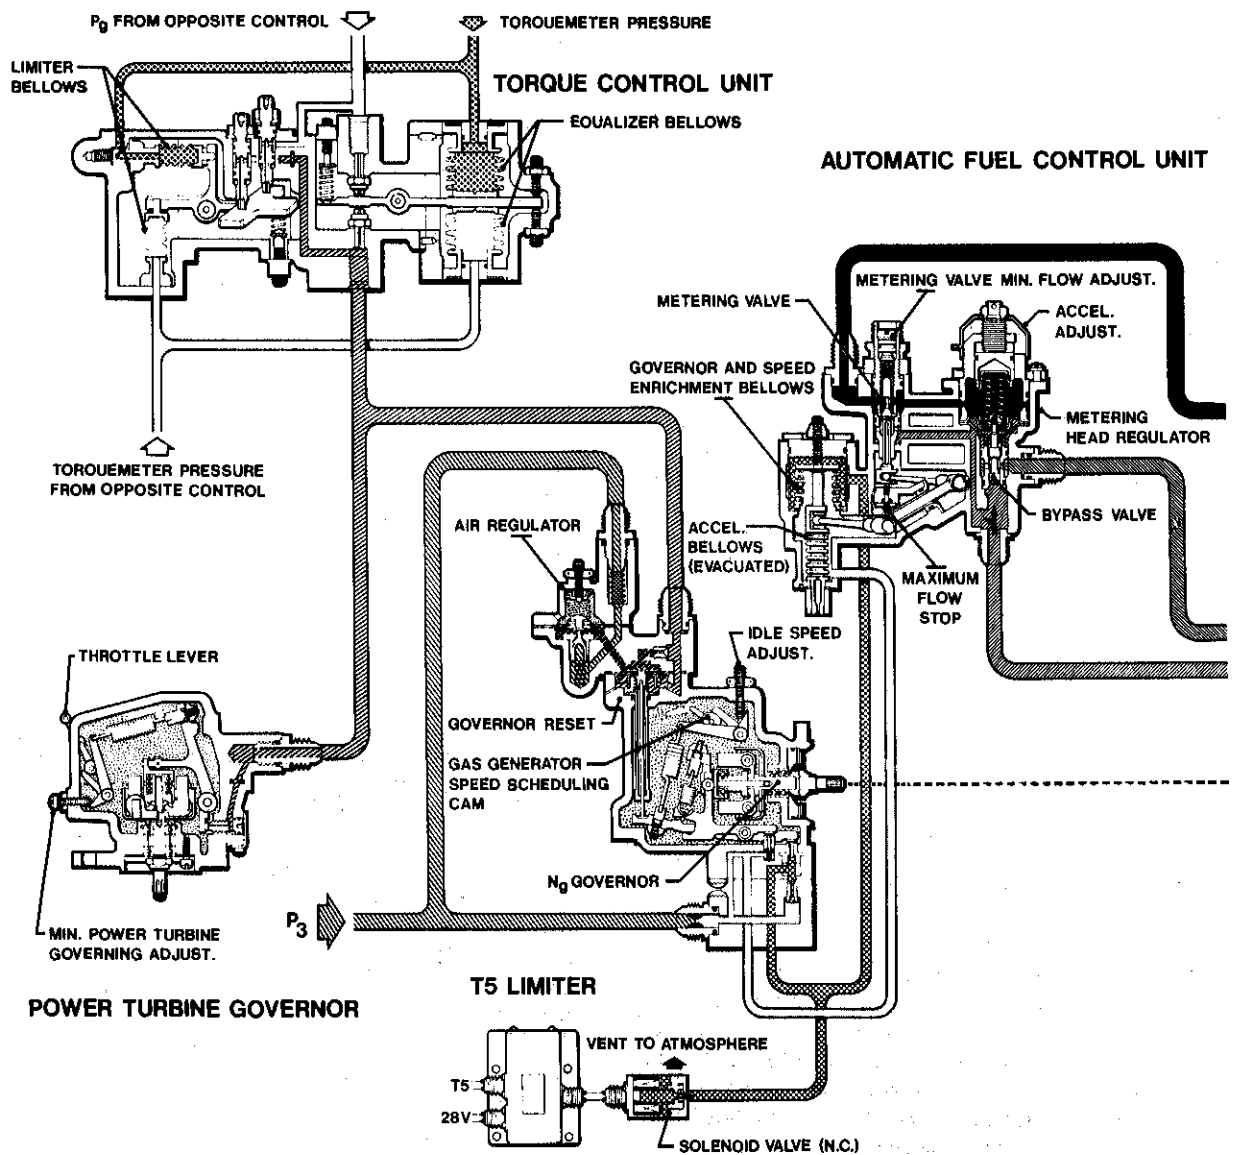 Pg FROM OPPOSITE CONTROL
TOROUEMETER PRESSURE
LIMITER
BELLOWS
TORQUE CONTROL UNIT
EQUALIZER BELLOWS
AUTOMATIC FUEL CONTROL UNIT
METERING VALVE MIN. FLOW ADJUST.
METERING VALVE
ACCEL.
ADJUST.
GOVERNOR AND SPEED
ENRICHMENT BELLOWS
METERING
HEAD REGULATOR
TOROUEMETER PRESSURE
FROM OPPOSITE CONTROL
AIR REGULATOR
ACCEL.
BELLOWS
(EVACUATED)
BYPASS VALVE
MAXIMUM
FLOW
STOP
IDLE SPEED
ADJUST.
THROTTLE LEVER
GOVERNOR RESET
GAS GENERATOR
SPEED SCHEDULING
CAM
Ng GOVERNOR
P3
MIN. POWER TURBINE
GOVERNING ADJUST.
POWER TURBINE GOVERNOR
T5 LIMITER
VENT TO ATMOSPHERE
T5
28V
SOLENOID VALVE (N.C.)